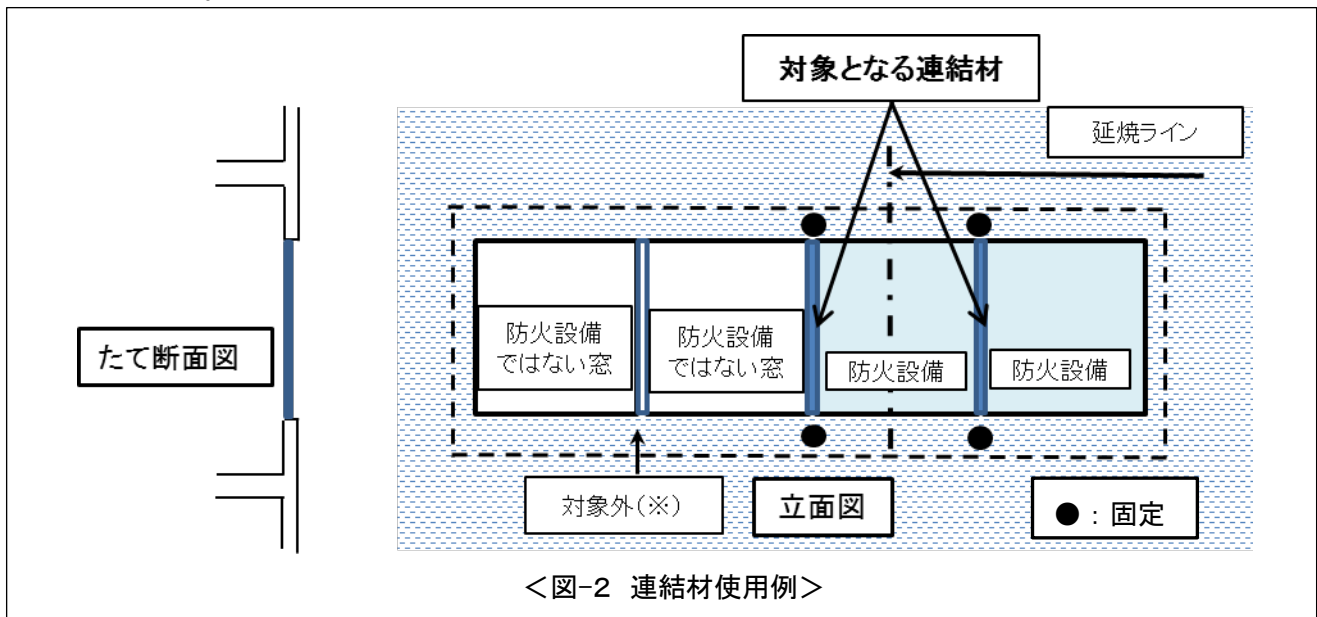 対象となる連結材
延焼ライン
たて断面図
防火設備
ではない窓
防火設備
ではない窓
防火設備
防火設備
対象外(※)
立面図
●：固定
＜図-2 連結材使用例＞